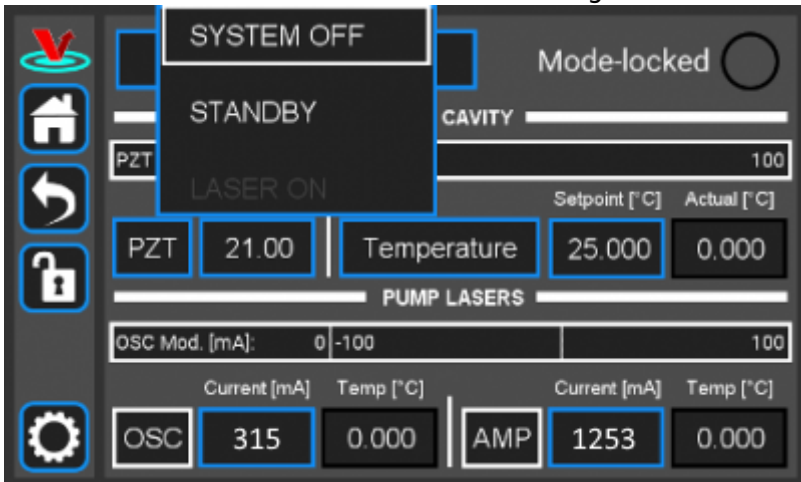 SYSTEM OFF
Mode-locked
STANDBY
CAVITY
PZT
100
LASER ON
Setpoint [°C] Actual [°C]
PZT 21.00 Temperature 25.000 0.000
PUMP LASERS
OSC Mod. [mA]: 0 -100 100
Current [mA] Temp [°C] Current [mA] Temp [°C]
OSC 315 0.000 AMP 1253 0.000